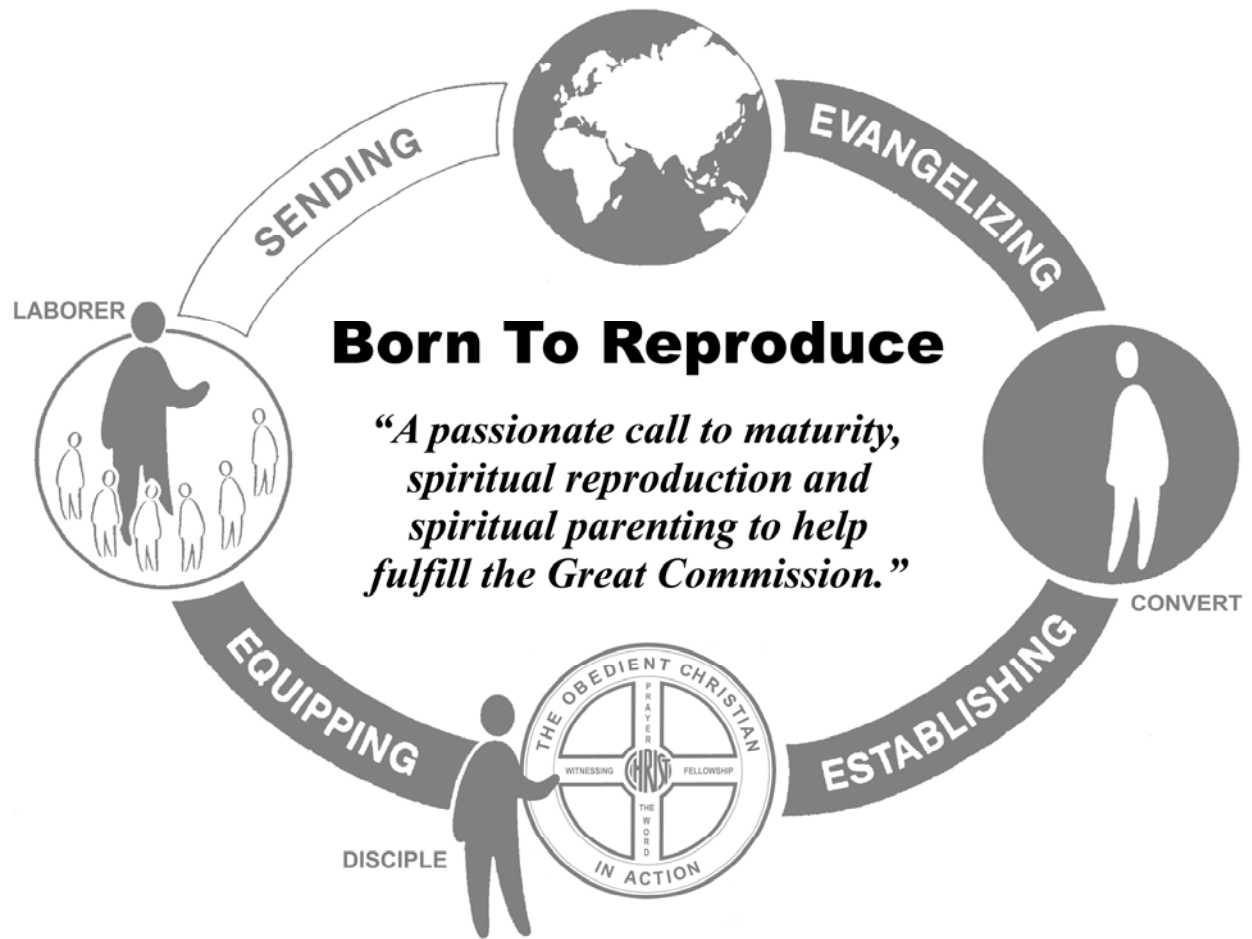 SENDING
EVANGELIZING
LABORER
Born To Reproduce
“A passionate call to maturity,
spiritual reproduction and
spiritual parenting to help
fulfill the Great Commission.”
CONVERT
EQUIPPING
ESTABLISHING
THE OBEDIENT CHRISTIAN
PRAYER
WITNESSING
CHRIST
FELLOWSHIP
THE
WORD
IN ACTION
DISCIPLE